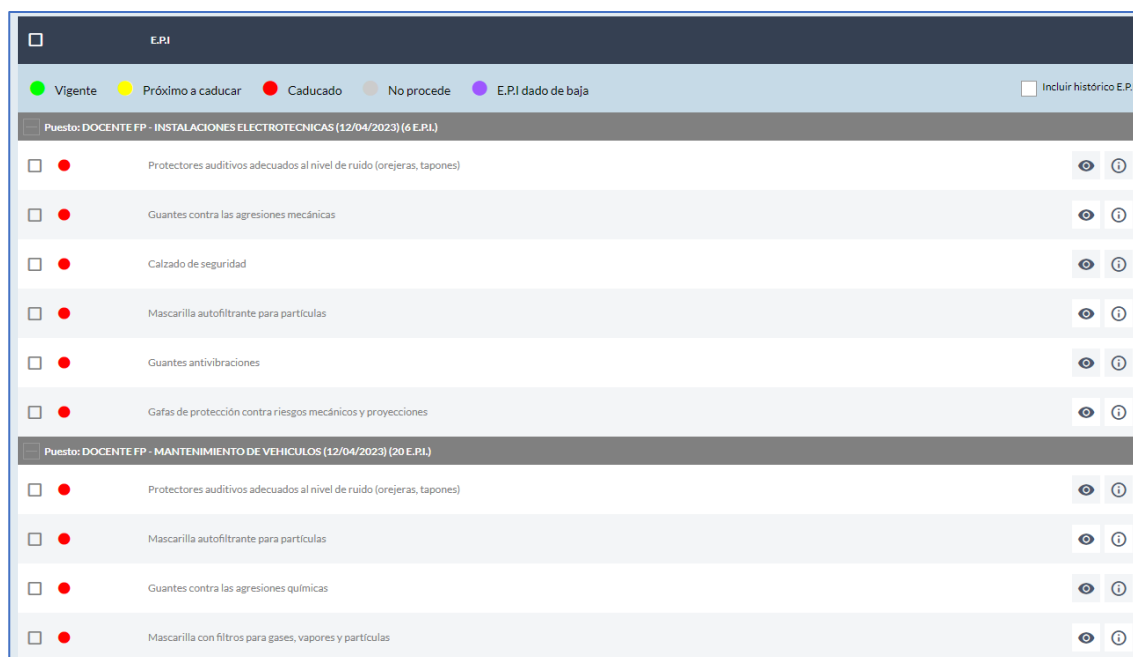 E.P.I
Vigente Próximo a caducar Caducado No procede E.P.I dado de baja Incluir histórico E.P.
Puesto: DOCENTE FP - INSTALACIONES ELECTROTECNICAS (12/04/2023) (6 E.P.I.)
Protectores auditivos adecuados al nivel de ruido (orejeras, tapones)
Guantes contra las agresiones mecánicas
Calzado de seguridad
Mascarilla autofiltrante para partículas
Guantes antivibraciones
Gafas de protección contra riesgos mecánicos y proyecciones
Puesto: DOCENTE FP - MANTENIMIENTO DE VEHICULOS (12/04/2023) (20 E.P.I.)
Protectores auditivos adecuados al nivel de ruido (orejeras, tapones)
Mascarilla autofiltrante para partículas
Guantes contra las agresiones químicas
Mascarilla con filtros para gases, vapores y partículas